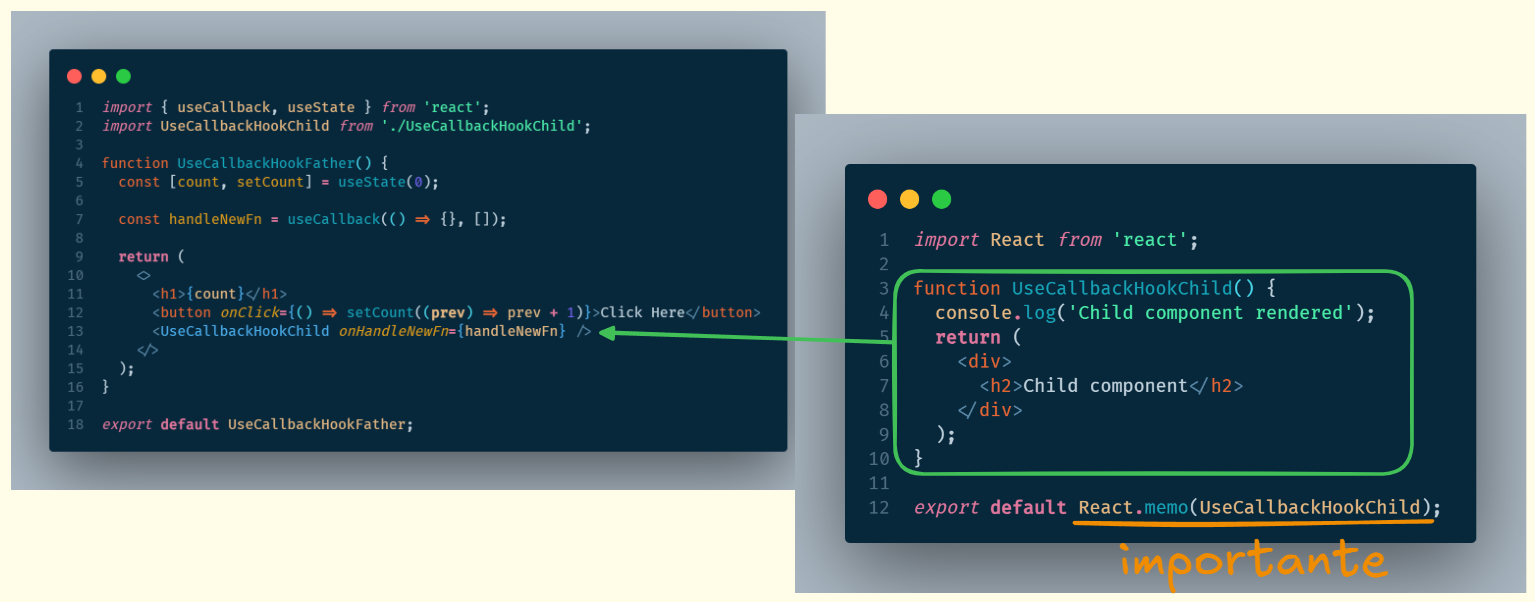 1 import { useCallback, useState } from 'react';
2 import UseCallbackHookChild from './UseCallbackHookChild';
3
4 function UseCallbackHookFather() {
5 const [count, setCount] = useState(0);
6
7 const handleNewFn = useCallback(() => {}, []);
8
9 return (
10 <>
11 <h1>{count}</h1>
12 <button onClick={() => setCount((prev) => prev + 1)}>Click Here</button>
13 <UseCallbackHookChild onHandleNewFn={handleNewFn} />
14 </>
15 );
16 }
17
18 export default UseCallbackHookFather;
1 import React from 'react';
2
3 function UseCallbackHookChild() {
4 console.log('Child component rendered');
5 return (
6 <div>
7 <h2>Child component</h2>
8 </div>
9 );
10 }
11
12 export default React.memo(UseCallbackHookChild);
importante